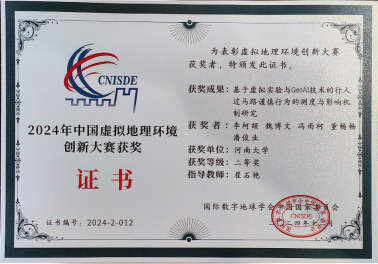 CNISDE
2024年中国虚拟地理环境
创新大赛获奖
证书
证书编号：2024-2-012
为表彰虚拟地理环境创新大赛
获奖者，特颁发此证书。
获奖成果：基于虚拟实验与GeoAI技术的行人
过马路谨慎行为的测度与影响机
制研究
获奖者：李柯颐 魏博文 冯雨柯 董畅畅
潘俊业
获奖单位：河南大学
获奖等级：二等奖
指导教师：崔石艳
国际数字地球学会中国国家委员会
CNISDE